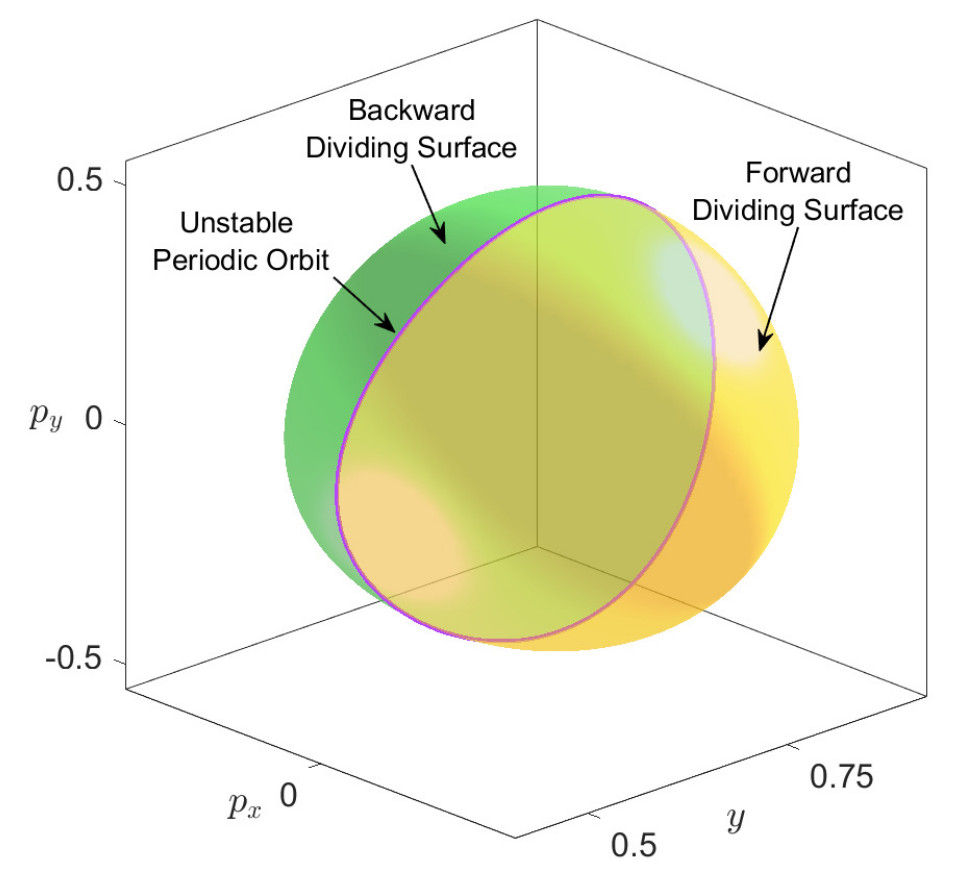 Backward
Dividing Surface
Forward
Dividing Surface
Unstable
Periodic Orbit
0.5
0
-0.5
p_y
p_x
0
0.5
0.75
y